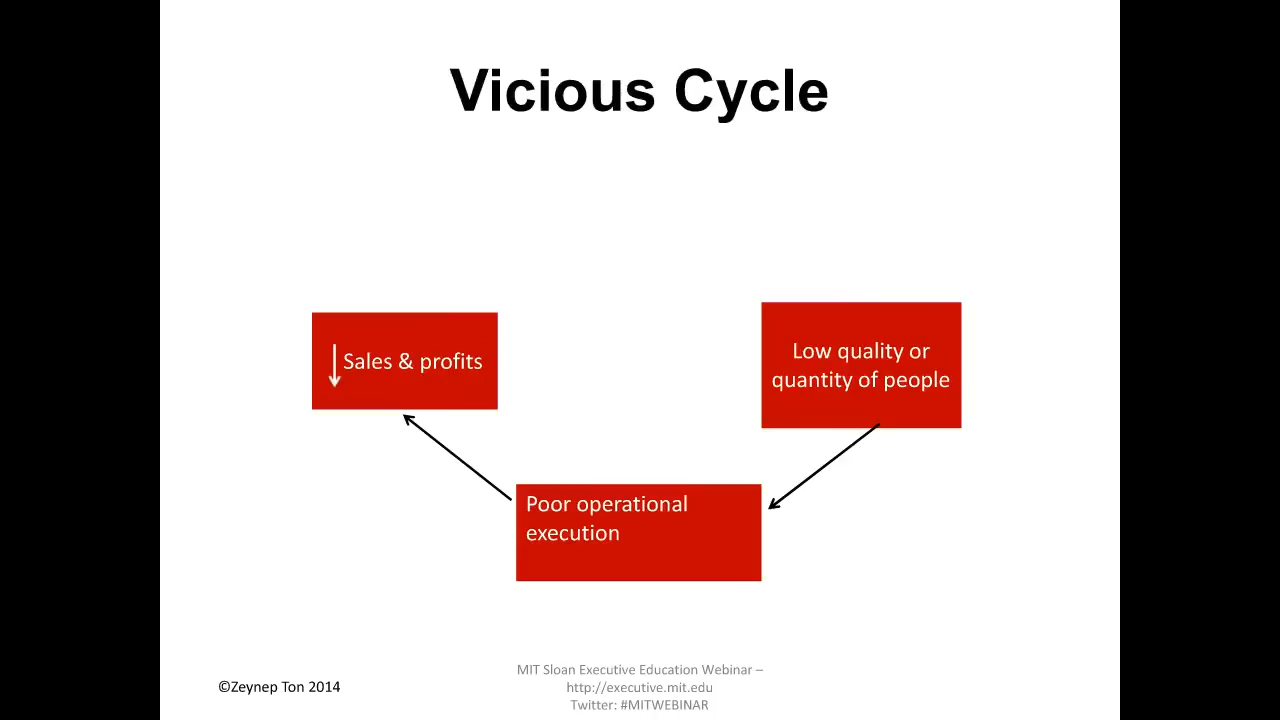 Vicious Cycle
Sales & profits
Low quality or
quantity of people
Poor operational
execution
©Zeynep Ton 2014
MIT Sloan Executive Education Webinar –
http://executive.mit.edu
Twitter: #MITWEBINAR